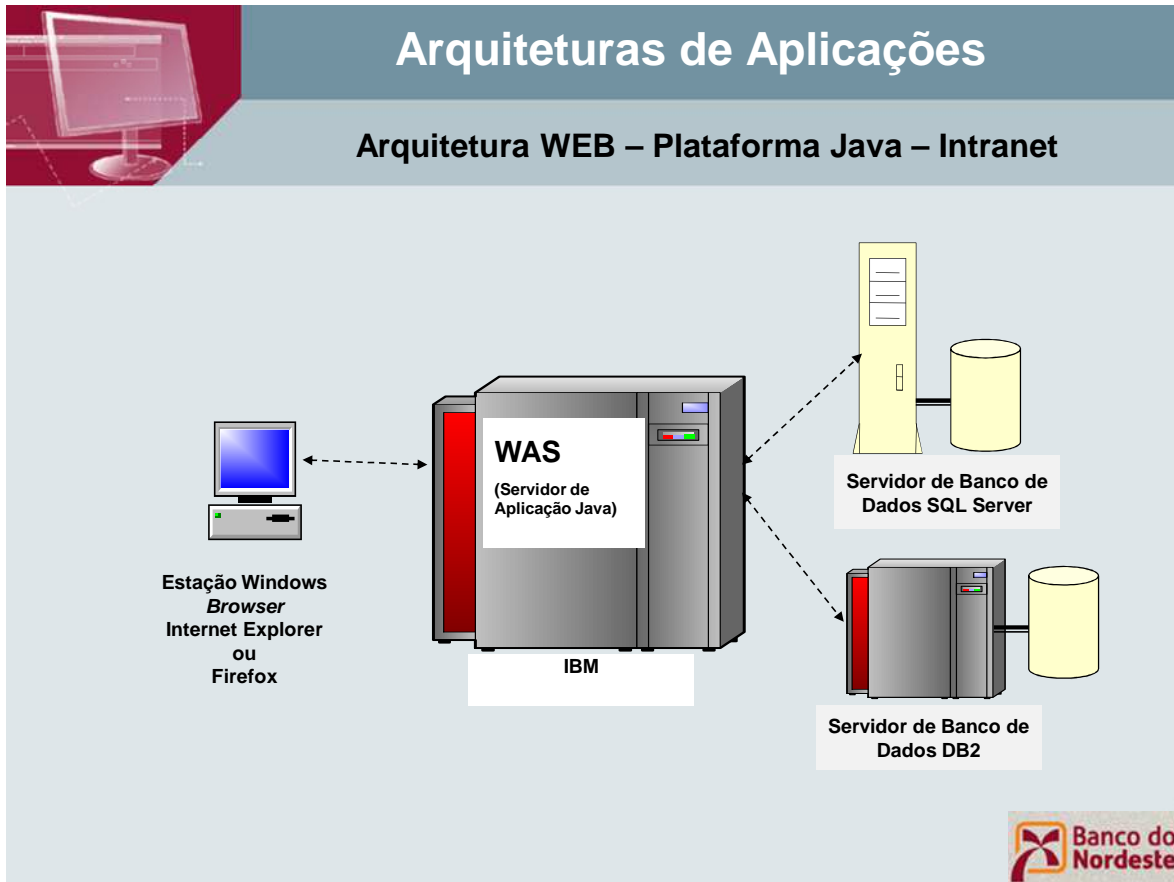 Arquiteturas de Aplicações
Arquitetura WEB – Plataforma Java – Intranet
WAS
(Servidor de
Aplicação Java)
IBM
Estação Windows
Browser
Internet Explorer
ou
Firefox
Servidor de Banco de
Dados SQL Server
Servidor de Banco de
Dados DB2
Banco do
Nordeste